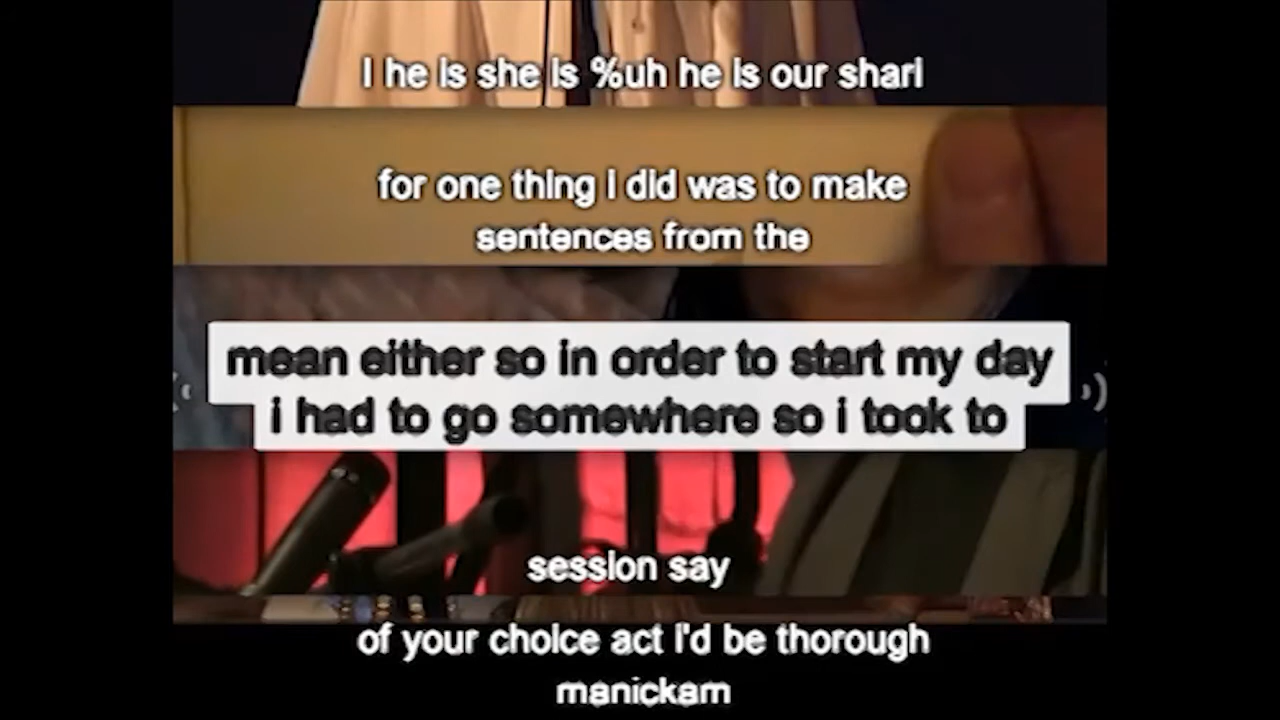 I he is she is %uh he is our shari
for one thing i did was to make
sentences from the
mean either so in order to start my day
i had to go somewhere so i took to
session say
of your choice act i'd be thorough
manickam